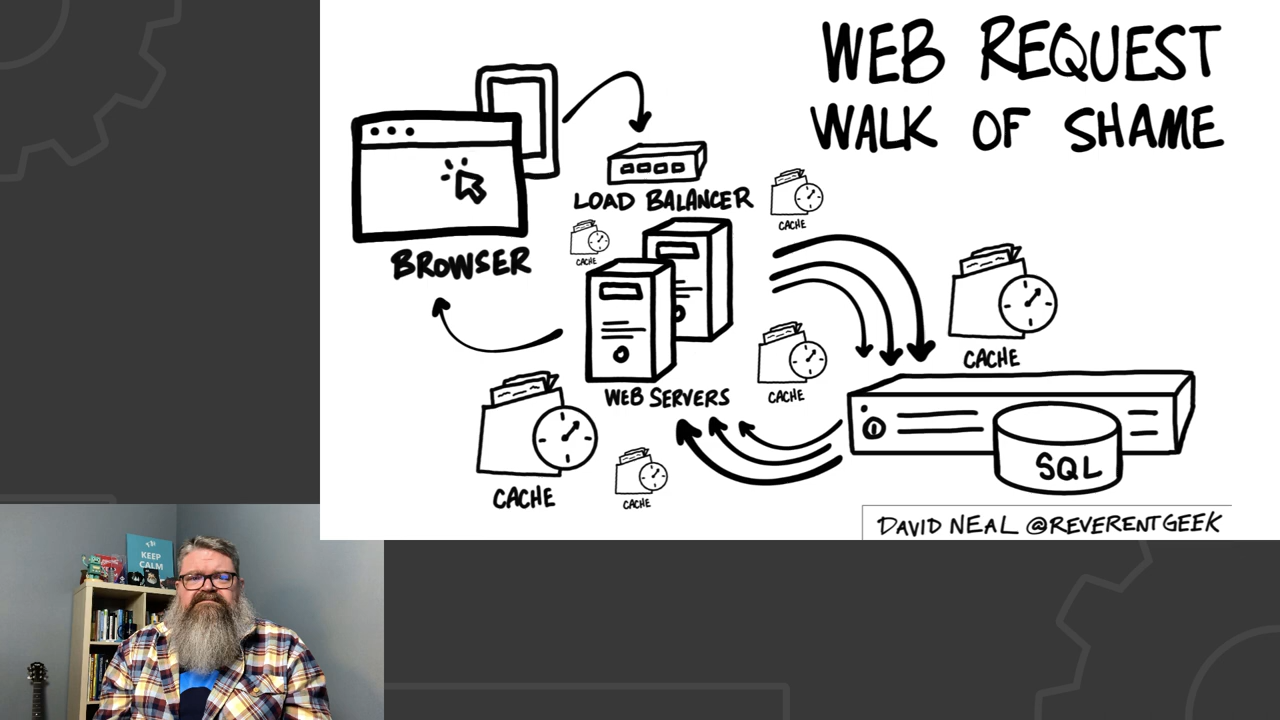 WEB REQUEST
WALK OF SHAME
LOAD BALANCER
CACHE
CACHE
BROWSER
CACHE
CACHE
WEB SERVERS
SQL
CACHE
CACHE
DAVID NEAL @REVERENTGEEK
KEEP
CALM